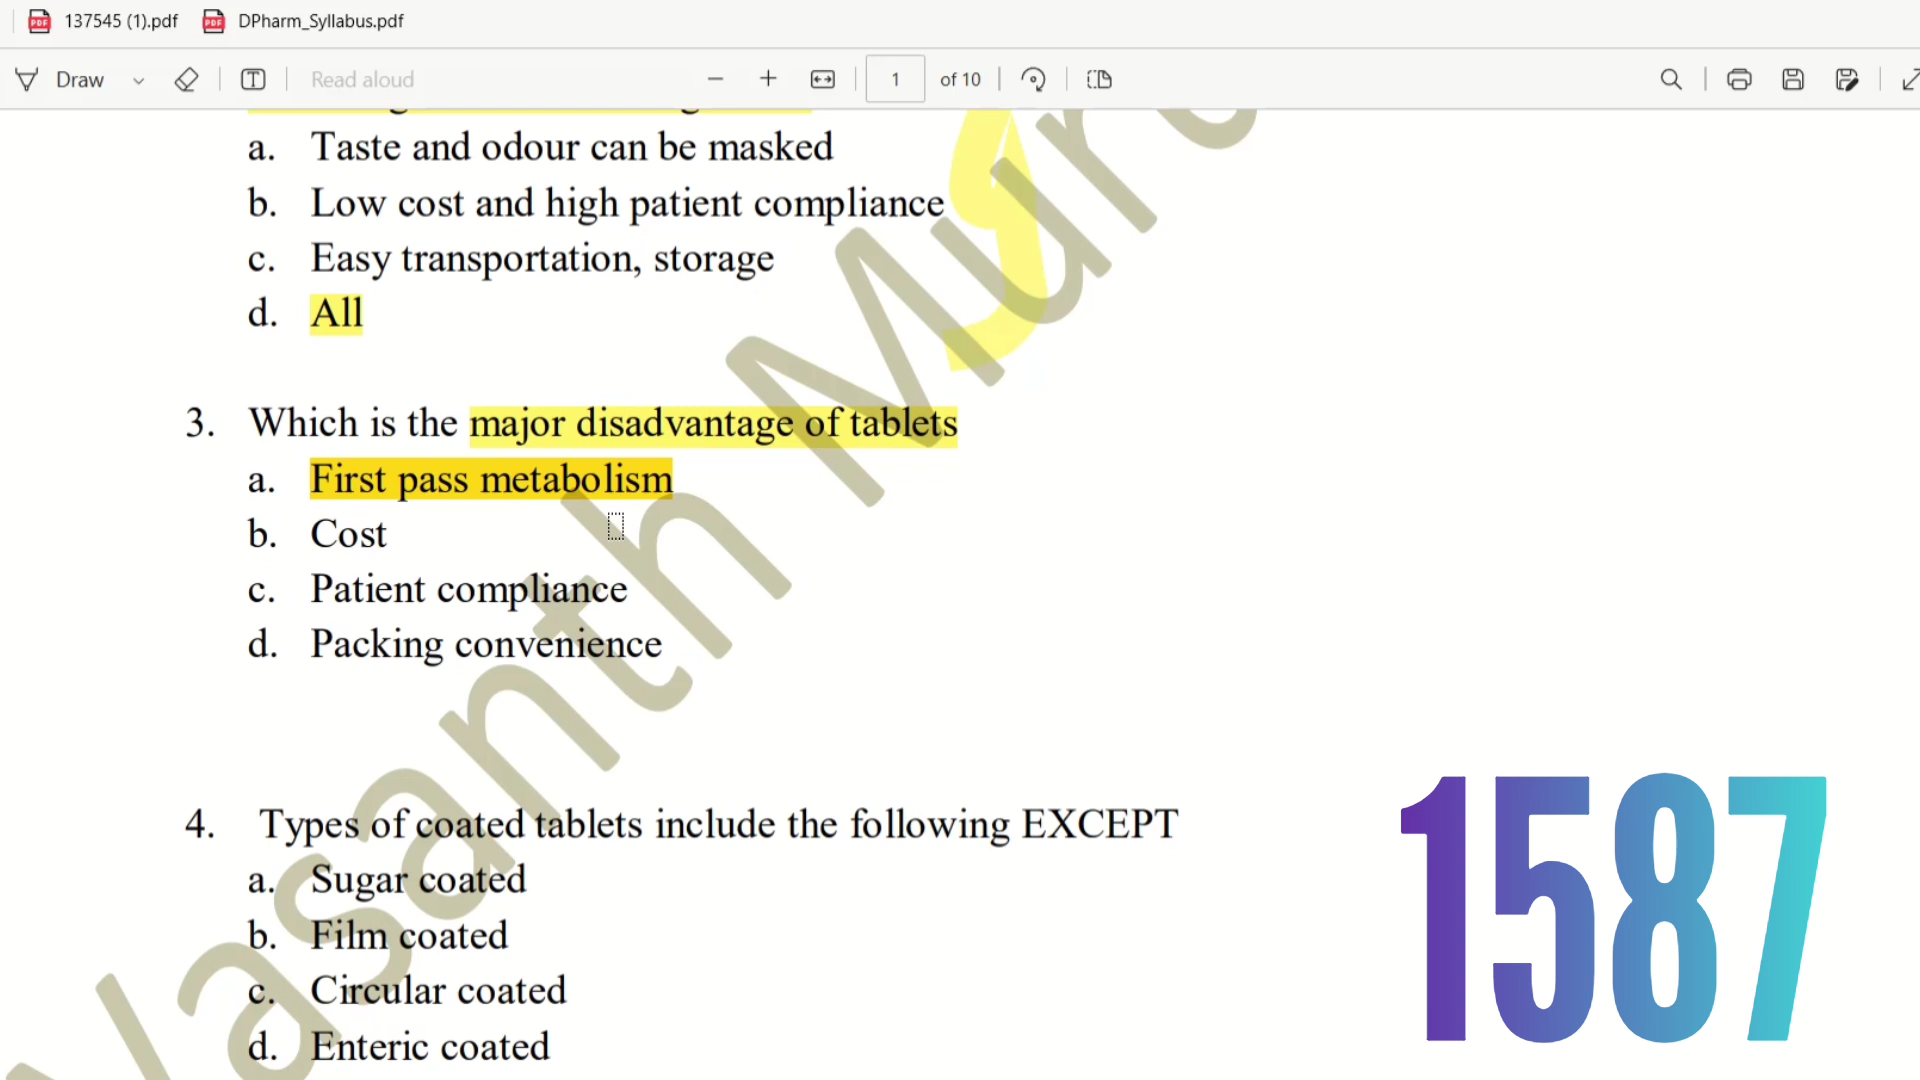 137545 (1).pdf DPharm_Syllabus.pdf
Draw Read aloud 1 of 10
a. Taste and odour can be masked
b. Low cost and high patient compliance
c. Easy transportation, storage
d. All
3. Which is the major disadvantage of tablets
a. First pass metabolism
b. Cost
c. Patient compliance
d. Packing convenience
4. Types of coated tablets include the following EXCEPT
a. Sugar coated
b. Film coated
c. Circular coated
d. Enteric coated
Vasanth
1587